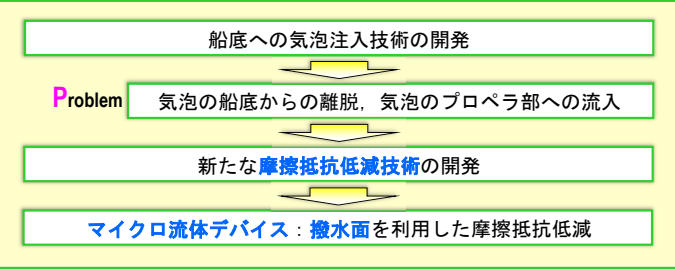 船底への気泡注入技術の開発
Problem 気泡の船底からの離脱，気泡のプロペラ部への流入
新たな摩擦抵抗低減技術の開発
マイクロ流体デバイス：撥水面を利用した摩擦抵抗低減